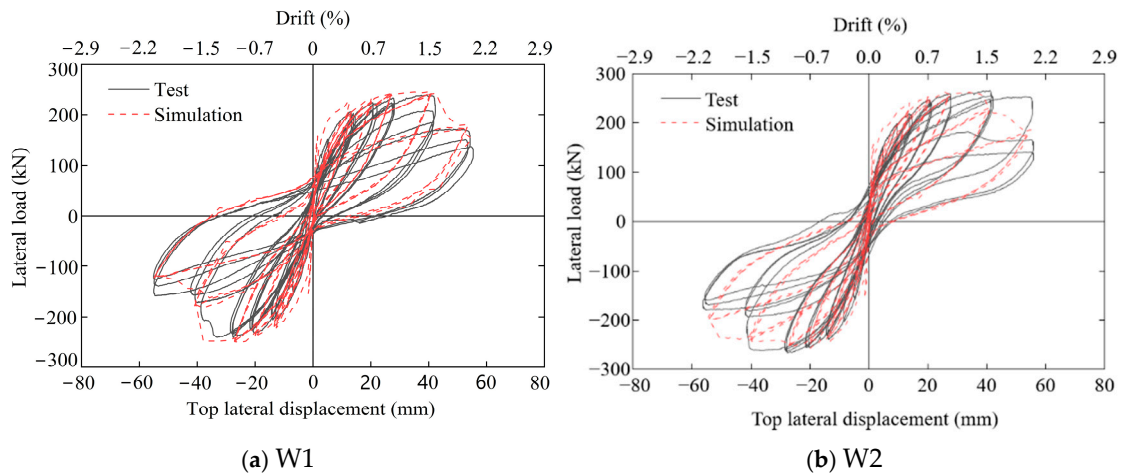 Drift (%)
−2.9 −2.2 −1.5 −0.7 0 0.7 1.5 2.2 2.9
300
200
100
0
−100
−200
−300
Lateral load (kN)
Test
Simulation
−80 −60 −40 −20 0 20 40 60 80
Top lateral displacement (mm)
(a) W1
Drift (%)
−2.9 −2.2 −1.5 −0.7 0.0 0.7 1.5 2.2 2.9
300
200
100
0
−100
−200
−300
Lateral load (kN)
Test
Simulation
−80 −60 −40 −20 0 20 40 60 80
Top lateral displacement (mm)
(b) W2